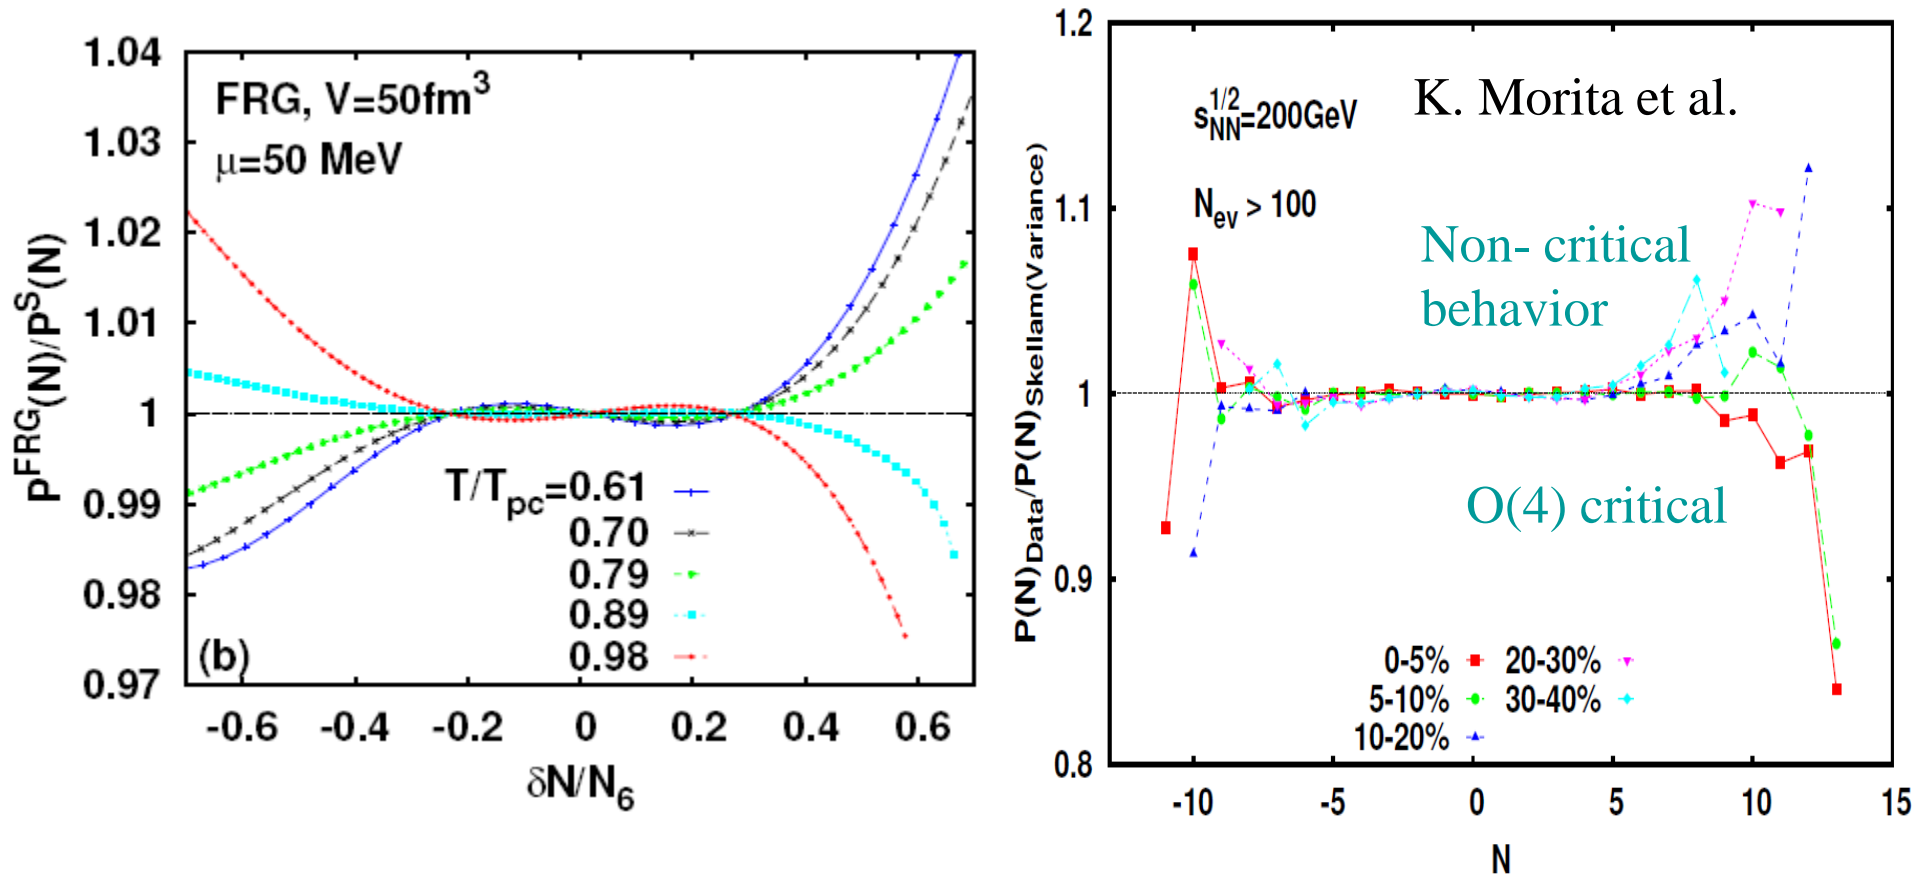 1.04
1.03
1.02
1.01
1
0.99
0.98
0.97
P^FRG(N)/P^S(N)
FRG, V=50fm^3
μ=50 MeV
T/T_pc=0.61
0.70
0.79
0.89
0.98
(b)
-0.6 -0.4 -0.2 0 0.2 0.4 0.6
δN/N_6
1.2
1.1
1
0.9
0.8
P(N)_Data/P(N)_Skellam(Variance)
s_NN^1/2=200GeV
K. Morita et al.
N_ev > 100
Non- critical
behavior
O(4) critical
0-5% 20-30%
5-10% 30-40%
10-20%
-10 -5 0 5 10 15
N